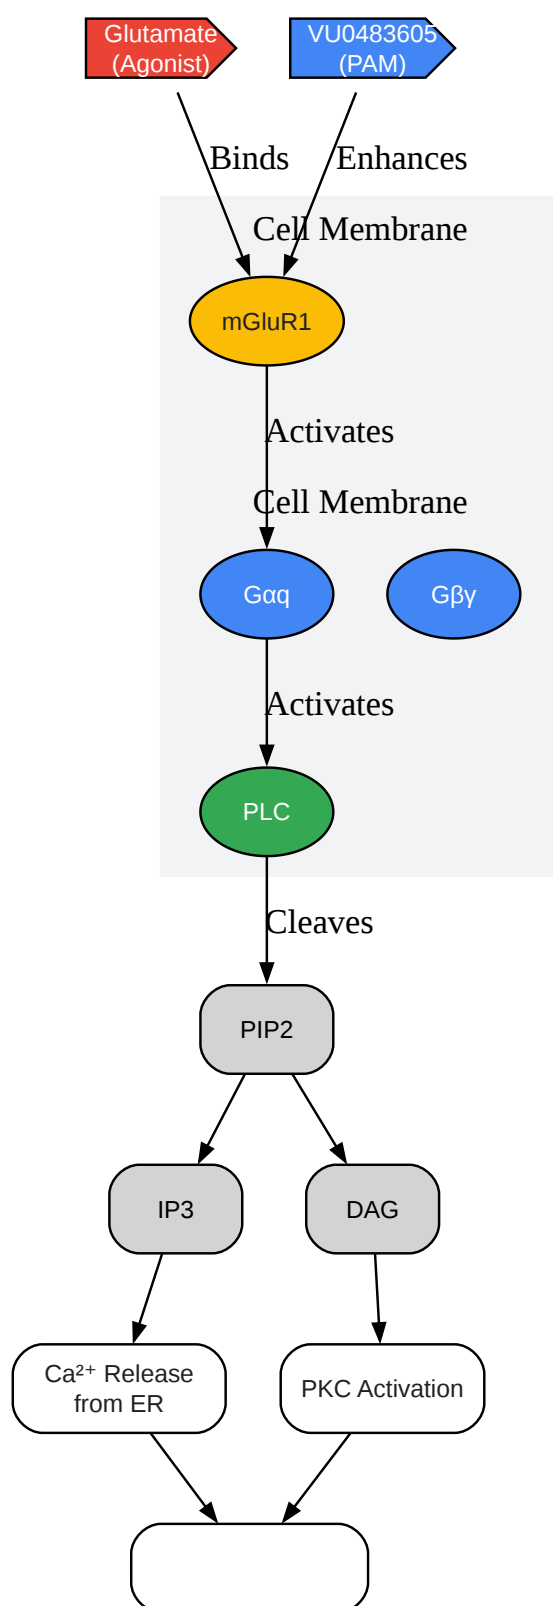 Glutamate
(Agonist)
VU0483605
(PAM)
Binds
Enhances
Cell Membrane
mGluR1
Activates
Cell Membrane
Gαq
Gβγ
Activates
PLC
Cleaves
PIP2
IP3
DAG
Ca²⁺ Release
from ER
PKC Activation